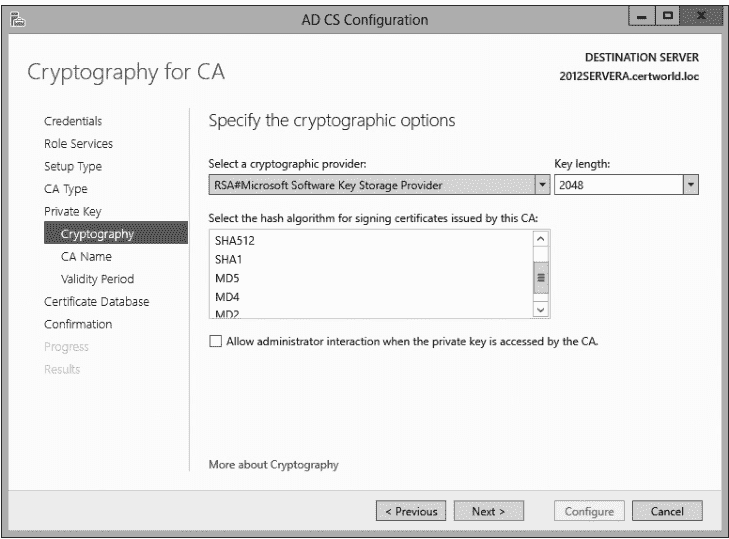 AD CS Configuration
Cryptography for CA
DESTINATION SERVER
2012SERVERA.certworld.loc
Credentials
Role Services
Setup Type
CA Type
Private Key
Cryptography
CA Name
Validity Period
Certificate Database
Confirmation
Progress
Results
Specify the cryptographic options
Select a cryptographic provider: Key length:
RSA#Microsoft Software Key Storage Provider 2048
Select the hash algorithm for signing certificates issued by this CA:
SHA512
SHA1
MD5
MD4
MD2
Allow administrator interaction when the private key is accessed by the CA.
More about Cryptography
< Previous Next > Configure Cancel